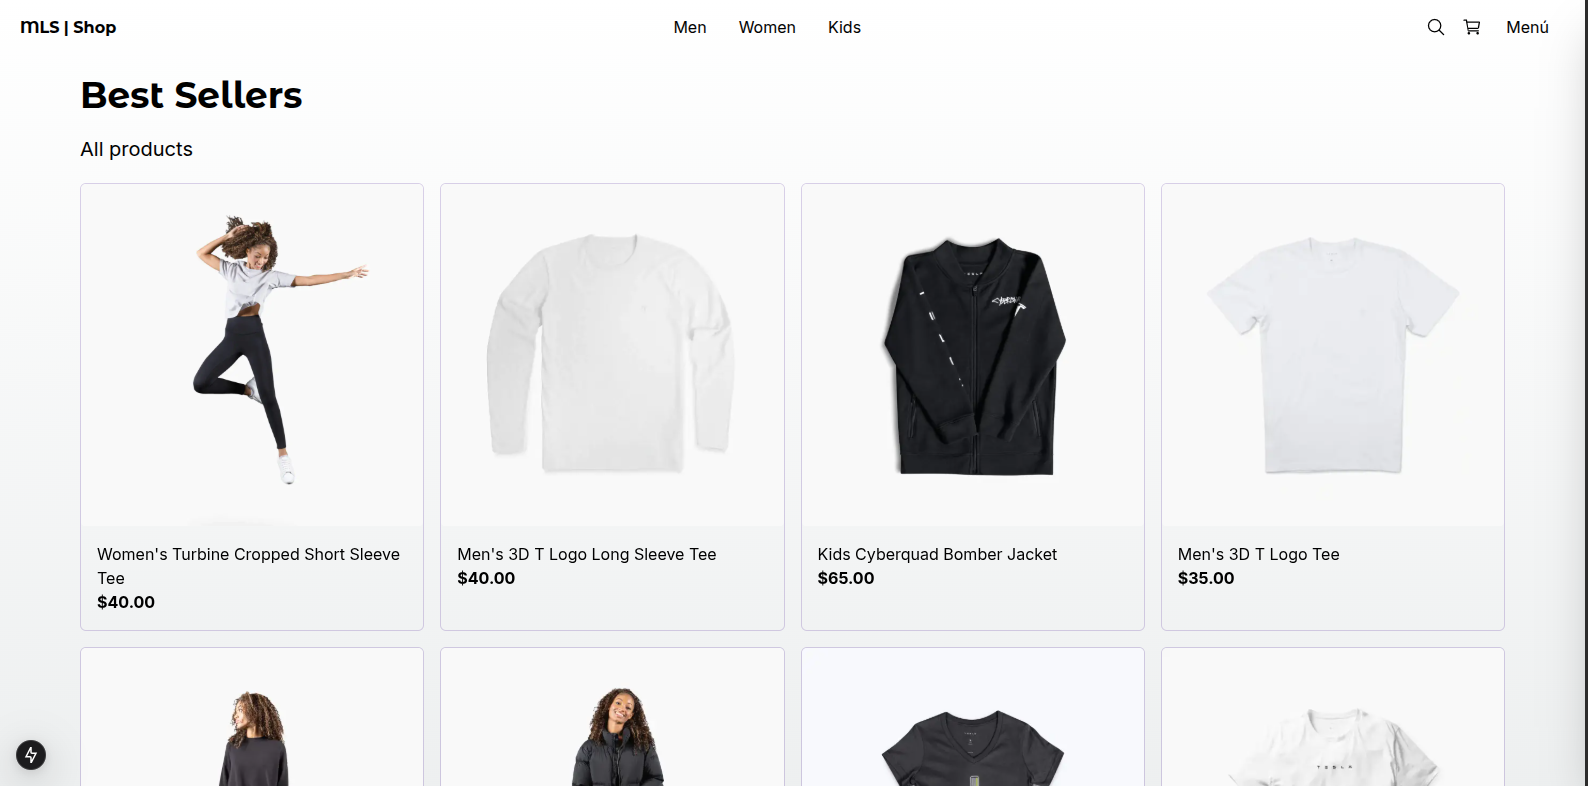 MLS | Shop
Men
Women
Kids
Menú
Best Sellers
All products
Women's Turbine Cropped Short Sleeve
Tee
$40.00
Men's 3D T Logo Long Sleeve Tee
$40.00
Kids Cyberquad Bomber Jacket
$65.00
Men's 3D T Logo Tee
$35.00
TESLA